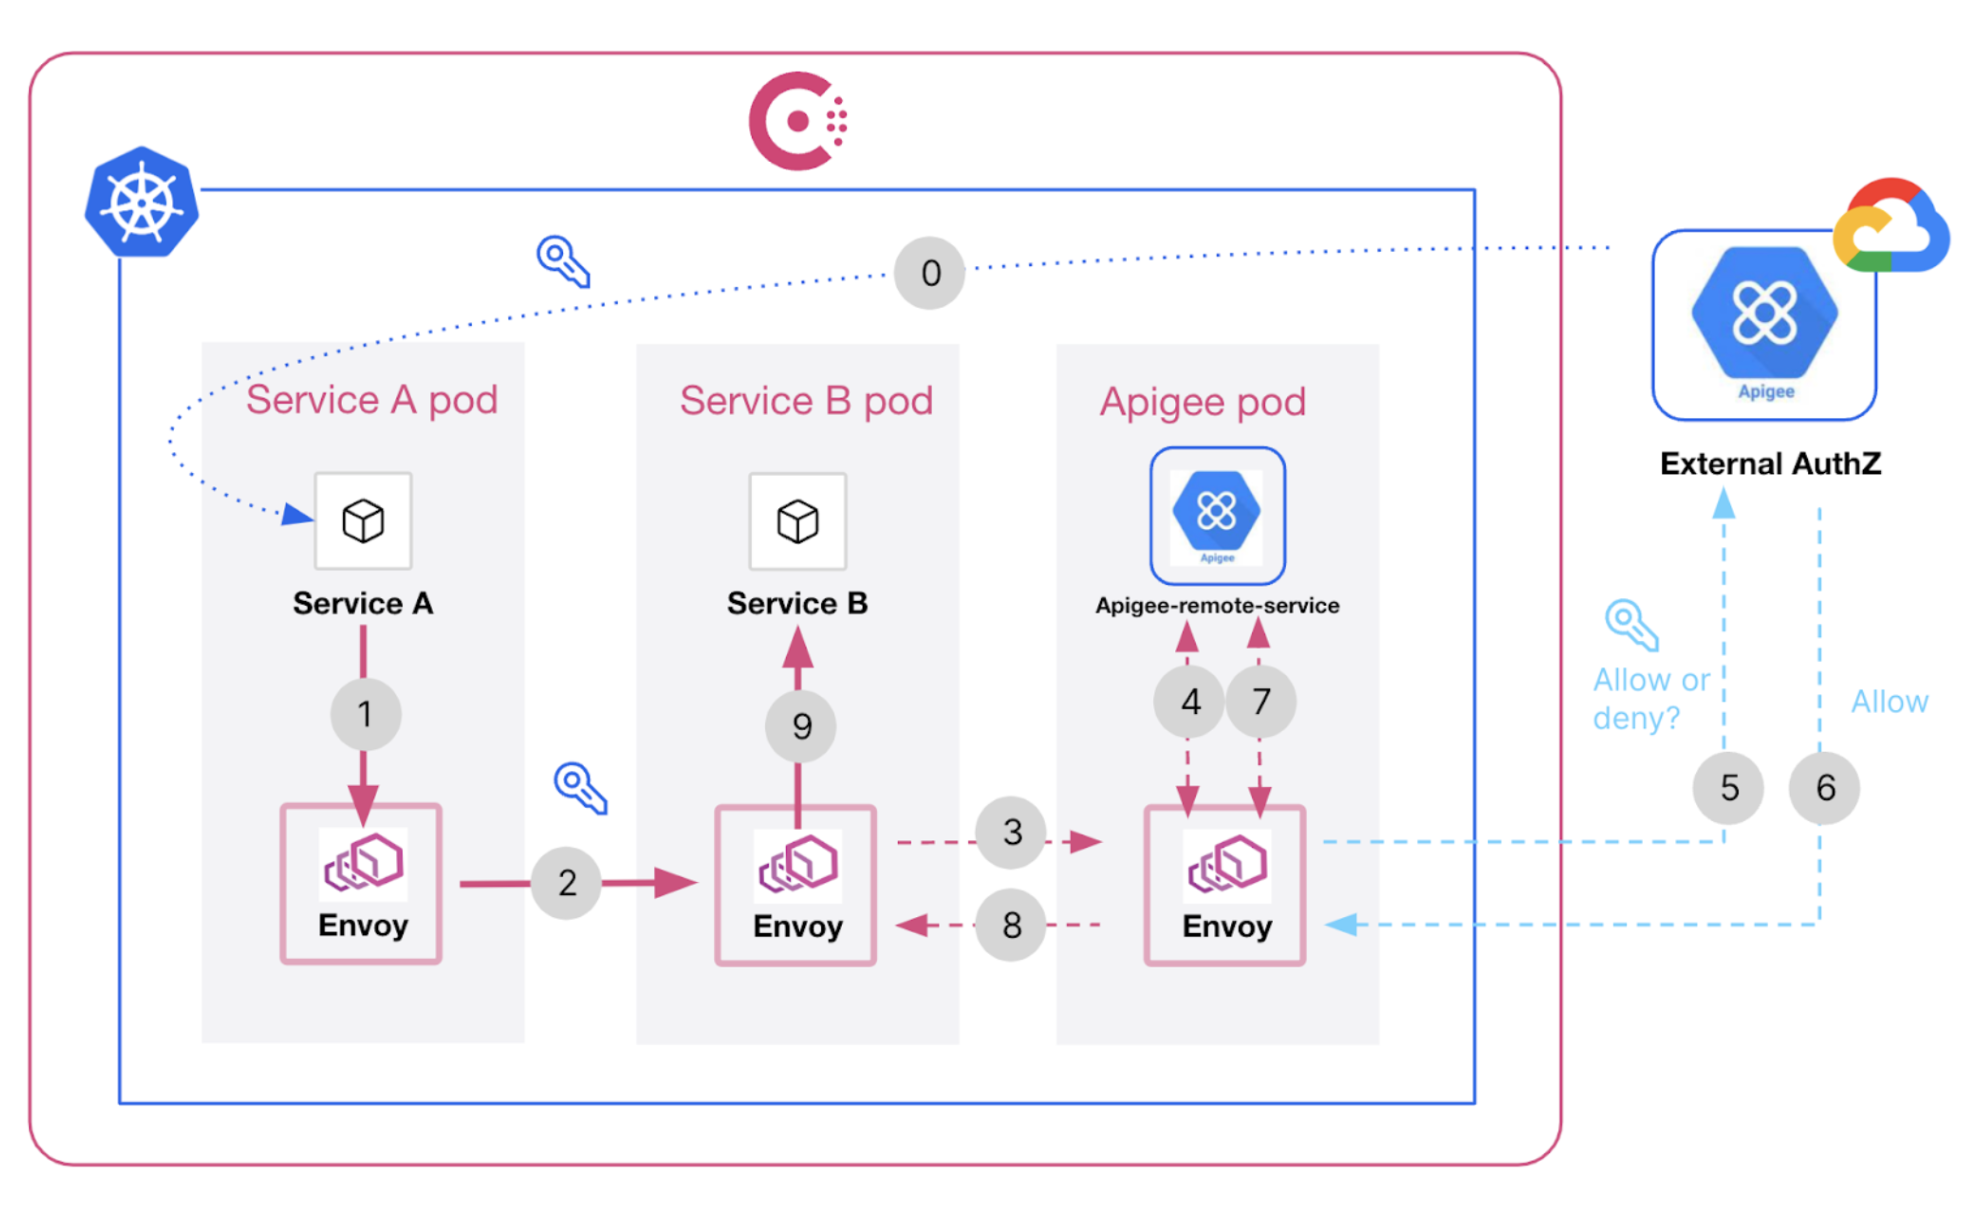 0
Service A pod
Service B pod
Apigee pod
Apigee
External AuthZ
Apigee
Service A
Service B
Apigee-remote-service
1
9
4
7
Allow or
deny?
Allow
5
6
2
3
8
Envoy
Envoy
Envoy